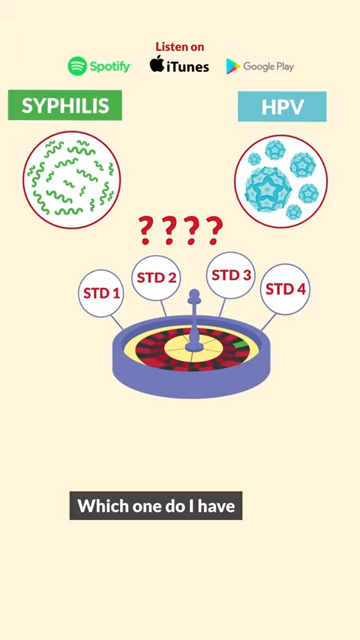 Listen on
Spotify iTunes Google Play
SYPHILIS HPV
????
STD 1 STD 2 STD 3 STD 4
Which one do I have